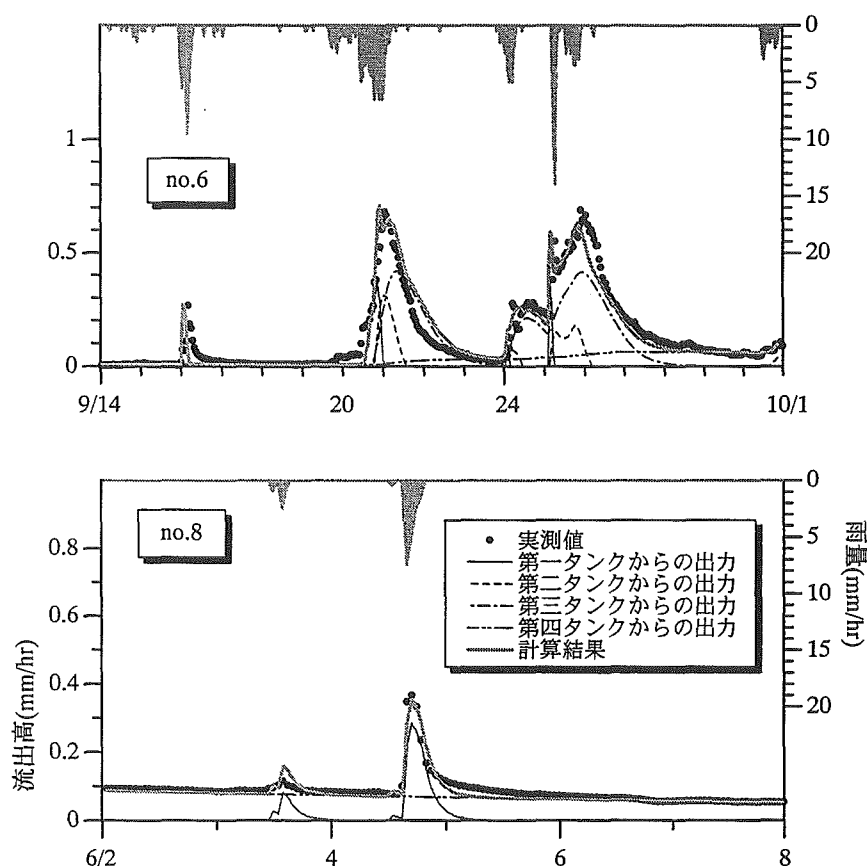 0
5
10
15
20
1
0.5
0
no.6
9/14
20
24
10/1
0
5
10
15
20
雨量(mm/hr)
0.8
0.6
0.4
0.2
0
流出高(mm/hr)
no.8
実測値
第一タンクからの出力
第二タンクからの出力
第三タンクからの出力
第四タンクからの出力
計算結果
6/2
4
6
8